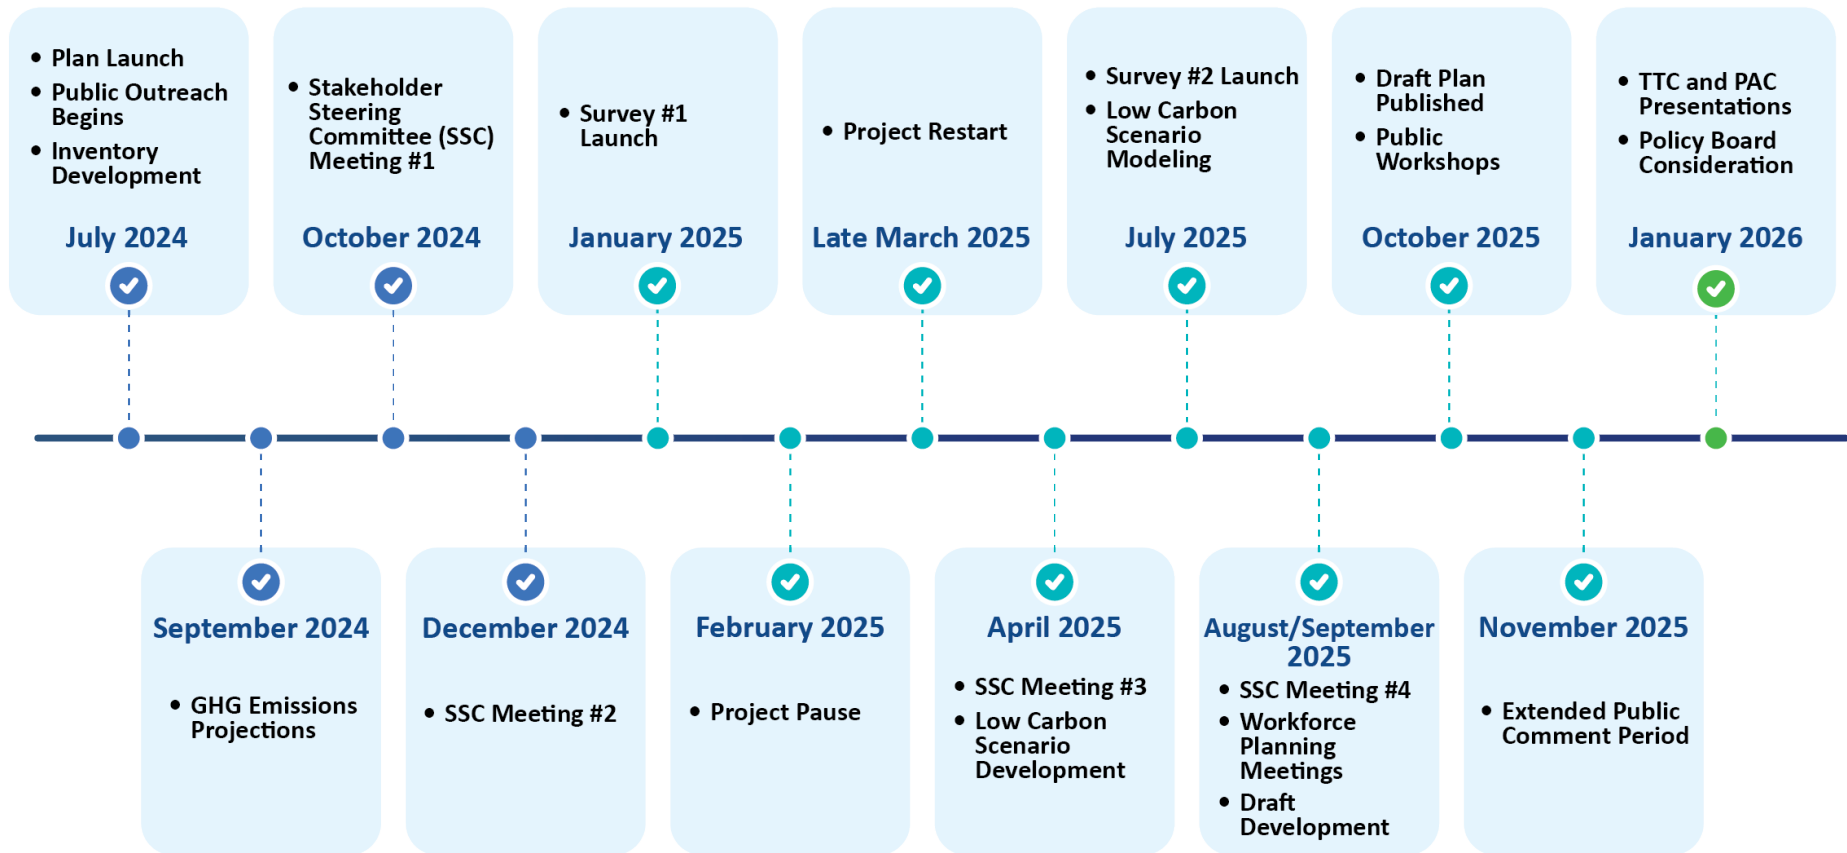 • Plan Launch
• Public Outreach
Begins
• Inventory
Development
July 2024
• Stakeholder
Steering
Committee (SSC)
Meeting #1
October 2024
• Survey #1
Launch
January 2025
• Project Restart
Late March 2025
• Survey #2 Launch
• Low Carbon
Scenario
Modeling
July 2025
• Draft Plan
Published
• Public
Workshops
October 2025
• TTC and PAC
Presentations
• Policy Board
Consideration
January 2026
September 2024
• GHG Emissions
Projections
December 2024
• SSC Meeting #2
February 2025
• Project Pause
April 2025
• SSC Meeting #3
• Low Carbon
Scenario
Development
August/September
2025
• SSC Meeting #4
• Workforce
Planning
Meetings
• Draft
Development
November 2025
• Extended Public
Comment Period